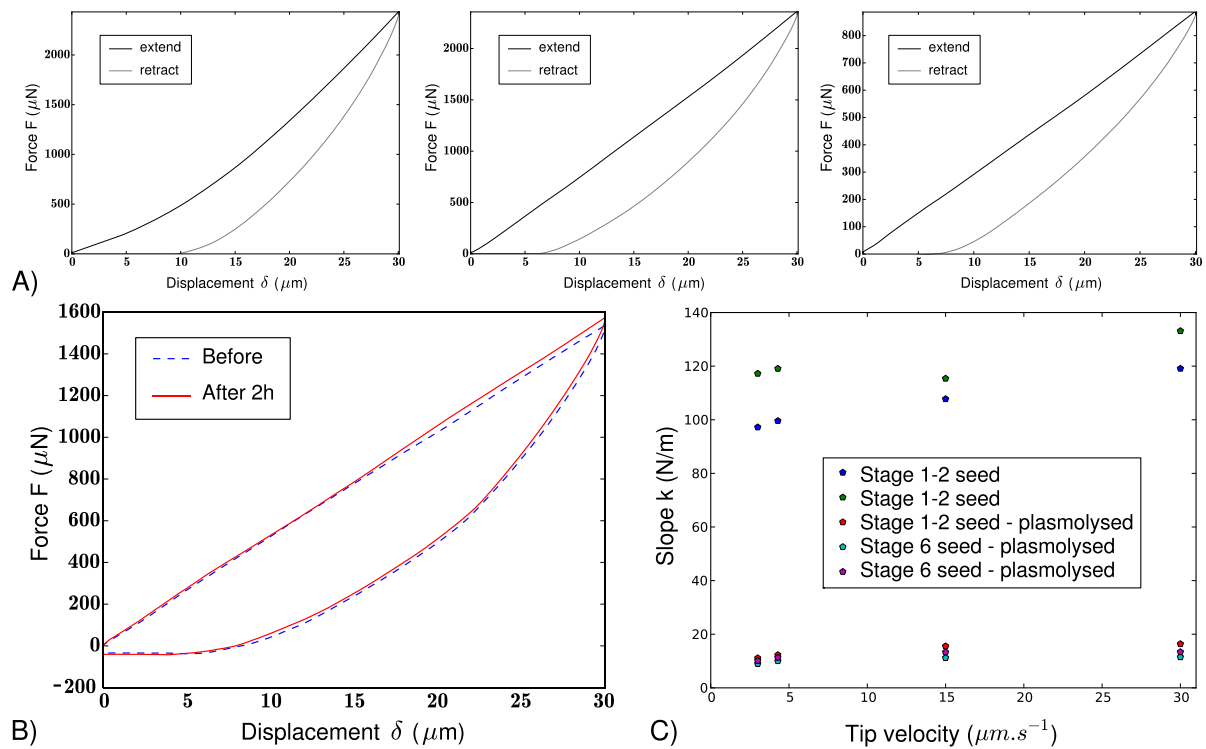 2000
1500
1000
500
0
Force F (μN)
extend
retract
0 5 10 15 20 25 30
Displacement δ (μm)
2000
1500
1000
500
0
Force F (μN)
extend
retract
0 5 10 15 20 25 30
Displacement δ (μm)
800
700
600
500
400
300
200
100
0
Force F (μN)
extend
retract
0 5 10 15 20 25 30
Displacement δ (μm)
A)
1600
1400
1200
1000
800
600
400
200
0
-200
Force F (μN)
Before
After 2h
0 5 10 15 20 25 30
Displacement δ (μm)
B)
140
120
100
80
60
40
20
0
Slope k (N/m)
Stage 1-2 seed
Stage 1-2 seed
Stage 1-2 seed - plasmolysed
Stage 6 seed - plasmolysed
Stage 6 seed - plasmolysed
0 5 10 15 20 25 30
Tip velocity (μm.s⁻¹)
C)